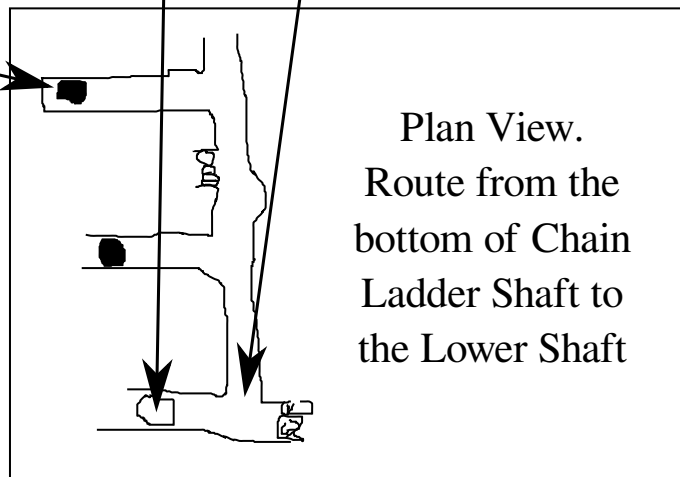 Plan View.
Route from the
bottom of Chain
Ladder Shaft to
the Lower Shaft